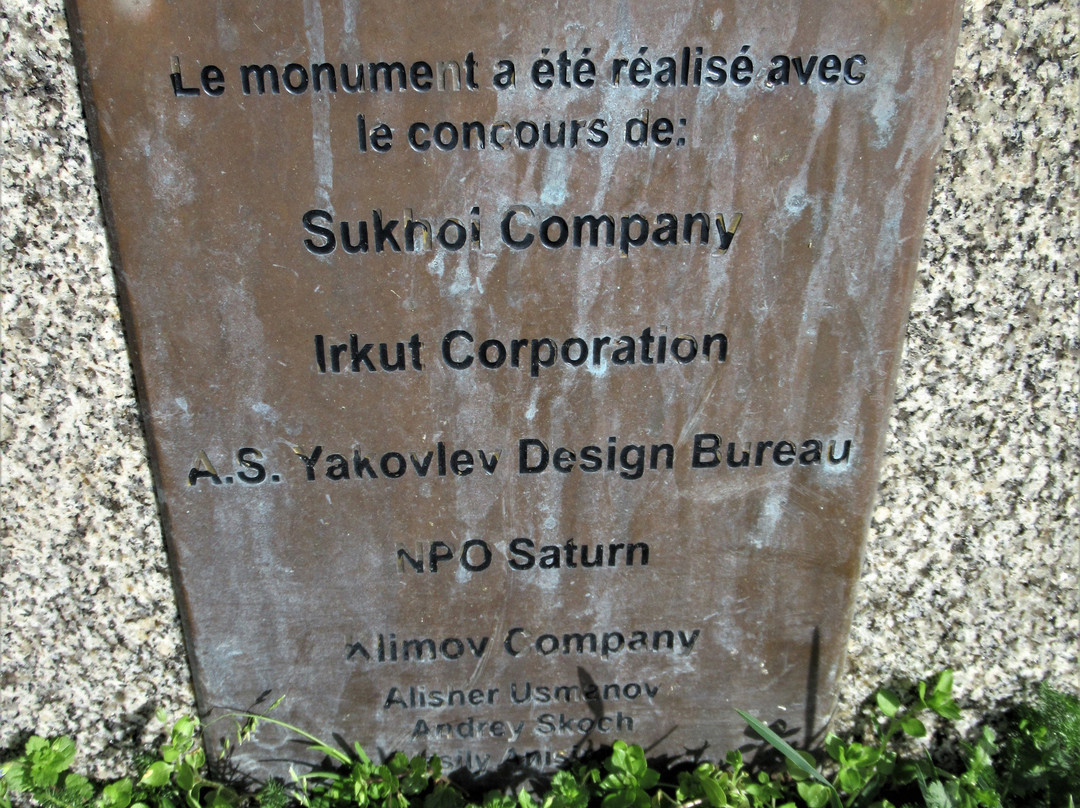 Le monument a été réalisé avec
le concours de:
Sukhoi Company
Irkut Corporation
A.S. Yakovlev Design Bureau
NPO Saturn
Klimov Company
Alisher Usmanov
Andrey Skoch